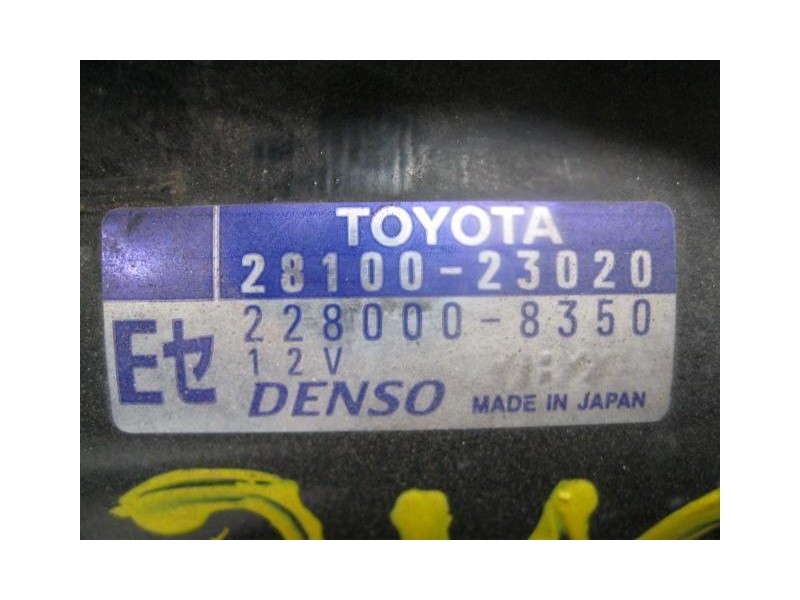 TOYOTA
28100-23020
228000-8350
Eセ
12V
DENSO
MADE IN JAPAN